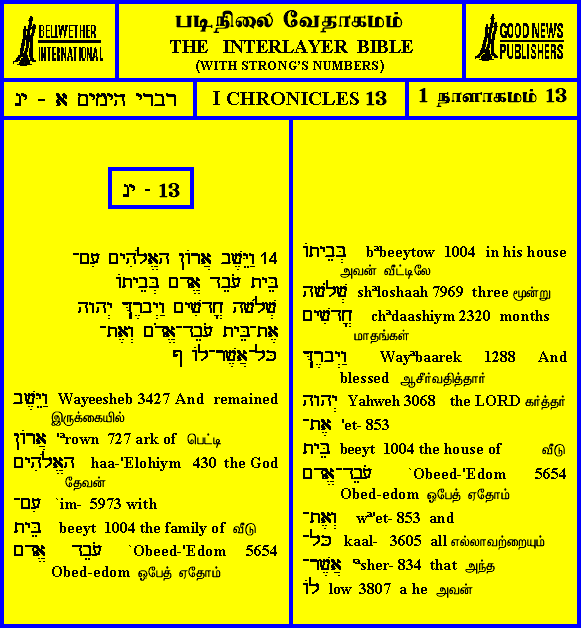 BELLWETHER
INTERNATIONAL
படிநிலை வேதாகமம்
THE INTERLAYER BIBLE
(WITH STRONG'S NUMBERS)
GOOD NEWS
PUBLISHERS
דברי הימים א - יג
I CHRONICLES 13
1 நாளாகமம் 13
יג - 13
14 וַיֵּשֶׁב אֲרוֹן הָאֱלֹהִים עִם־
בֵּית עֹבֵד אֱדֹם בְּבֵיתוֹ
שְׁלֹשָׁה חֳדָשִׁים וַיְבָרֶךְ יְהוָה
אֶת־בֵּית עֹבֵד־אֱדֹם וְאֶת־
כָּל־אֲשֶׁר־לוֹ ף
וַיֵּשֶׁב Wayeesheb 3427 And remained
இருக்கையில்
אֲרוֹן 'ᵃrown 727 ark of பெட்டி
הָאֱלֹהִים haa-'Elohiym 430 the God
தேவன்
עִם־ `im- 5973 with
בֵּית beeyt 1004 the family of வீடு
עֹבֵד אֱדֹם `Obeed-'Edom 5654
Obed-edom ஓபேத் ஏதோம்
בְּבֵיתוֹ bᵃbeeytow 1004 in his house
அவன் வீட்டிலே
שְׁלֹשָׁה shᵃloshaah 7969 three மூன்று
חֳדָשִׁים chᵃdaashiym 2320 months
மாதங்கள்
וַיְבָרֶךְ Wayᵃbaarek 1288 And
blessed ஆசீர்வதித்தார்
יְהוָה Yahweh 3068 the LORD கர்த்தர்
אֶת־ 'et- 853
בֵּית beeyt 1004 the house of வீடு
עֹבֵד־אֱדֹם `Obeed-'Edom 5654
Obed-edom ஓபேத் ஏதோம்
וְאֶת־ wᵃ'et- 853 and
כָּל־ kaal- 3605 all எல்லாவற்றையும்
אֲשֶׁר־ 'ᵃsher- 834 that அந்த
לוֹ low 3807 a he அவன்